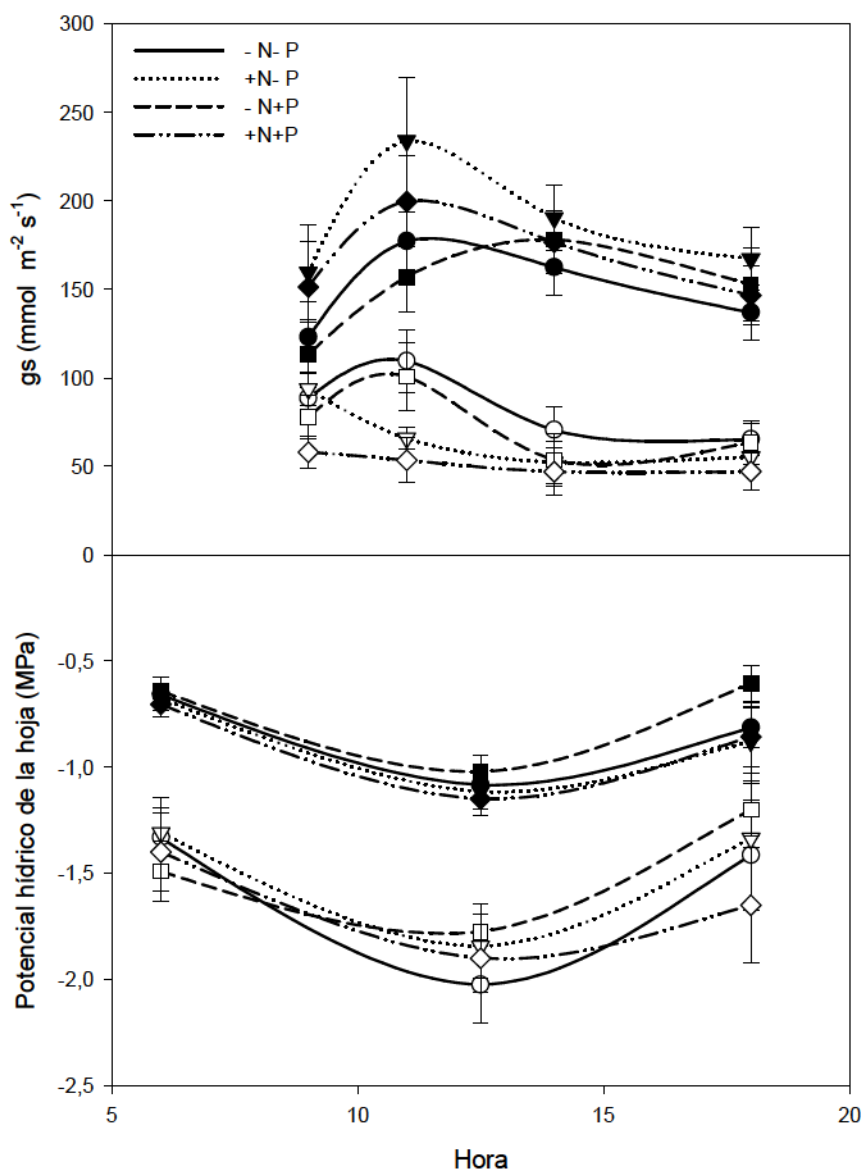 300
250
200
150
100
50
0
gs (mmol m-2 s-1)
- N- P
+N- P
- N+P
+N+P
-0,5
-1,0
-1,5
-2,0
-2,5
Potencial hídrico de la hoja (MPa)
5 10 15 20
Hora